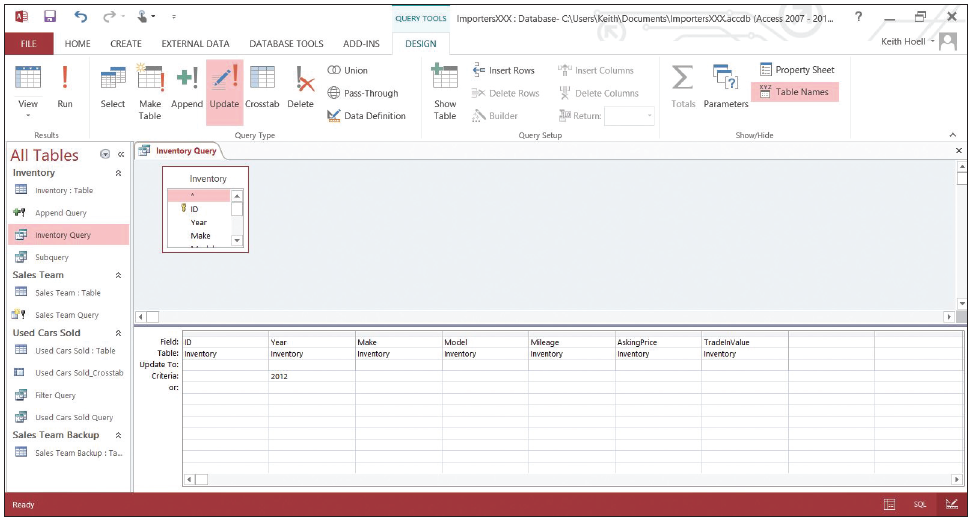 QUERY TOOLS ImportersXXX : Database- C:\Users\Keith\Documents\ImportersXXX.accdb (Access 2007 - 201... ?
FILE HOME CREATE EXTERNAL DATA DATABASE TOOLS ADD-INS DESIGN Keith Hoell
View Run Select Make Table Append Update Crosstab Delete
Union
Pass-Through
Data Definition
Show Table
Insert Rows
Delete Rows
Builder
Insert Columns
Delete Columns
Return:
Totals Parameters
Property Sheet
XYZ Table Names
Results Query Type Query Setup Show/Hide
All Tables
Inventory
Inventory : Table
Append Query
Inventory Query
Subquery
Sales Team
Sales Team : Table
Sales Team Query
Used Cars Sold
Used Cars Sold : Table
Used Cars Sold_Crosstab
Filter Query
Used Cars Sold Query
Sales Team Backup
Sales Team Backup : Ta...
Inventory Query
Inventory
*
ID
Year
Make
Field: ID Year Make Model Mileage AskingPrice TradeInValue
Table: Inventory Inventory Inventory Inventory Inventory Inventory Inventory
Update To:
Criteria: 2012
or:
Ready SQL